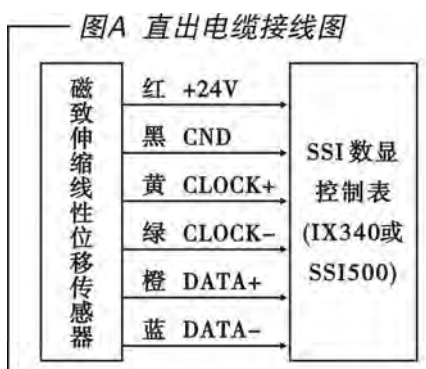 图A 直出电缆接线图
磁致伸缩线性位移传感器
红 +24V
黑 CND
黄 CLOCK+
绿 CLOCK-
橙 DATA+
蓝 DATA-
SSI数显
控制表
(IX340或
SSI500)